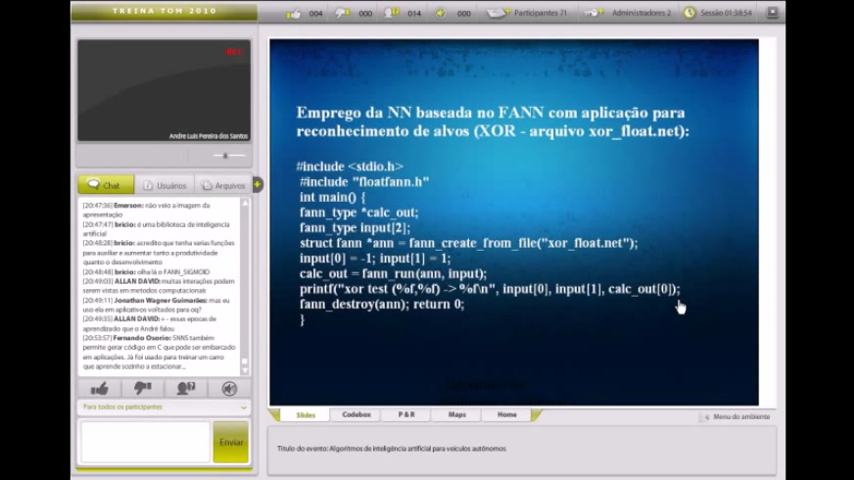 TREINA TOM 2010
004
000
014
000
Participantes 71
Administradores 2
Sessão 01:38:54
Andre Luis Pereira dos Santos
Chat
Usuários
Arquivos
[20:47:36] Emerson: não veio a imagem da
apresentação
[20:47:47] bricio: é uma biblioteca de inteligencia
artificial
[20:48:28] bricio: acredito que tenha varias funções
para auxiliar e aumentar tanto a produtividade
quanto o desenvolvimento
[20:48:48] bricio: olha lá o FANN_SIGMOID
[20:49:03] ALLAN DAVID: muitas interações podem
serem vistas em metodos computacionais
[20:49:11] Jonathan Wagner Guimarães: mas eu
uso ela em aplicativos voltados para oq?
[20:49:35] ALLAN DAVID: + - essas epocas de
aprendizado que o André falou
[20:53:57] Fernando Osorio: SNNS também
permite gerar código em C que pode ser embarcado
em aplicações. Já foi usado para treinar um carro
que aprende sozinho a estacionar...
Para todos os participantes
Enviar
Emprego da NN baseada no FANN com aplicação para
reconhecimento de alvos (XOR - arquivo xor_float.net):
#include <stdio.h>
#include "floatfann.h"
int main() {
fann_type *calc_out;
fann_type input[2];
struct fann *ann = fann_create_from_file("xor_float.net");
input[0] = -1; input[1] = 1;
calc_out = fann_run(ann, input);
printf("xor test (%f,%f) -> %f\n", input[0], input[1], calc_out[0]);
fann_destroy(ann); return 0;
}
Slides
Codebox
P & R
Maps
Home
Menu do ambiente
Titulo do evento: Algoritmos de inteligência artificial para veículos autônomos